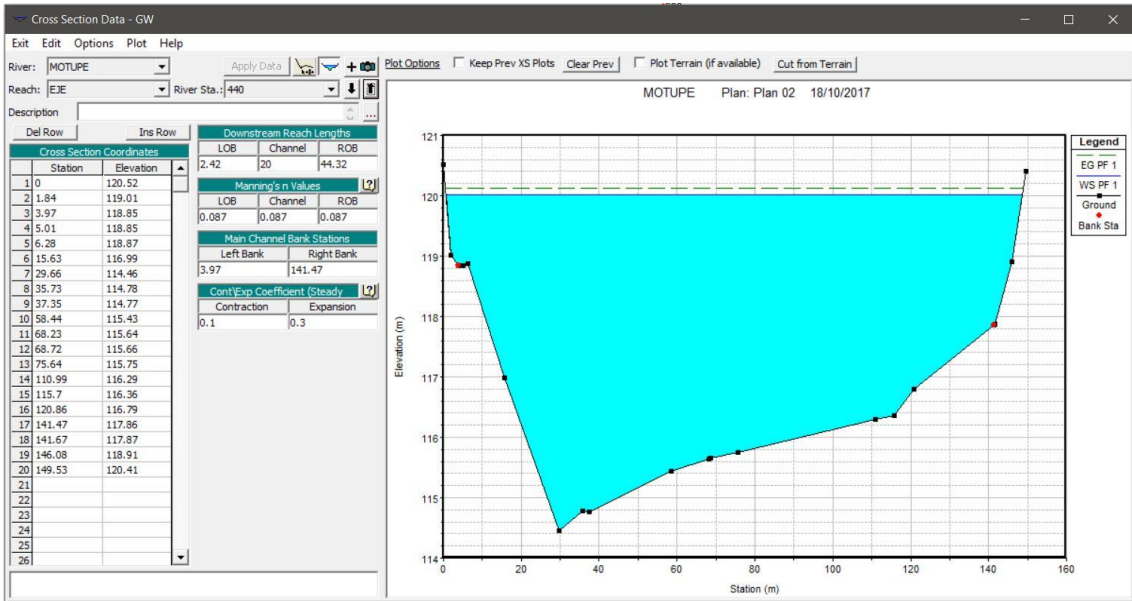 Cross Section Data - GW
Exit Edit Options Plot Help
River: MOTUPE Apply Data Plot Options Keep Prev XS Plots Clear Prev Plot Terrain (if available) Cut from Terrain
Reach: EJE River Sta.: 440
Description ...
Del Row Ins Row
Cross Section Coordinates
Station Elevation
1 0 120.52
2 1.84 119.01
3 3.97 118.85
4 5.01 118.85
5 6.28 118.87
6 15.63 116.99
7 29.66 114.46
8 35.73 114.78
9 37.35 114.77
10 58.44 115.43
11 68.23 115.64
12 68.72 115.66
13 75.64 115.75
14 110.99 116.29
15 115.7 116.36
16 120.86 116.79
17 141.47 117.86
18 141.67 117.87
19 146.08 118.91
20 149.53 120.41
21
22
23
24
25
26
Downstream Reach Lengths
LOB Channel ROB
2.42 20 44.32
Manning's n Values
LOB Channel ROB
0.087 0.087 0.087
Main Channel Bank Stations
Left Bank Right Bank
3.97 141.47
Cont\Exp Coefficient (Steady
Contraction Expansion
0.1 0.3
MOTUPE Plan: Plan 02 18/10/2017
121
120
119
118
117
116
115
114
Elevation (m)
0 20 40 60 80 100 120 140 160
Station (m)
Legend
EG PF 1
WS PF 1
Ground
Bank Sta